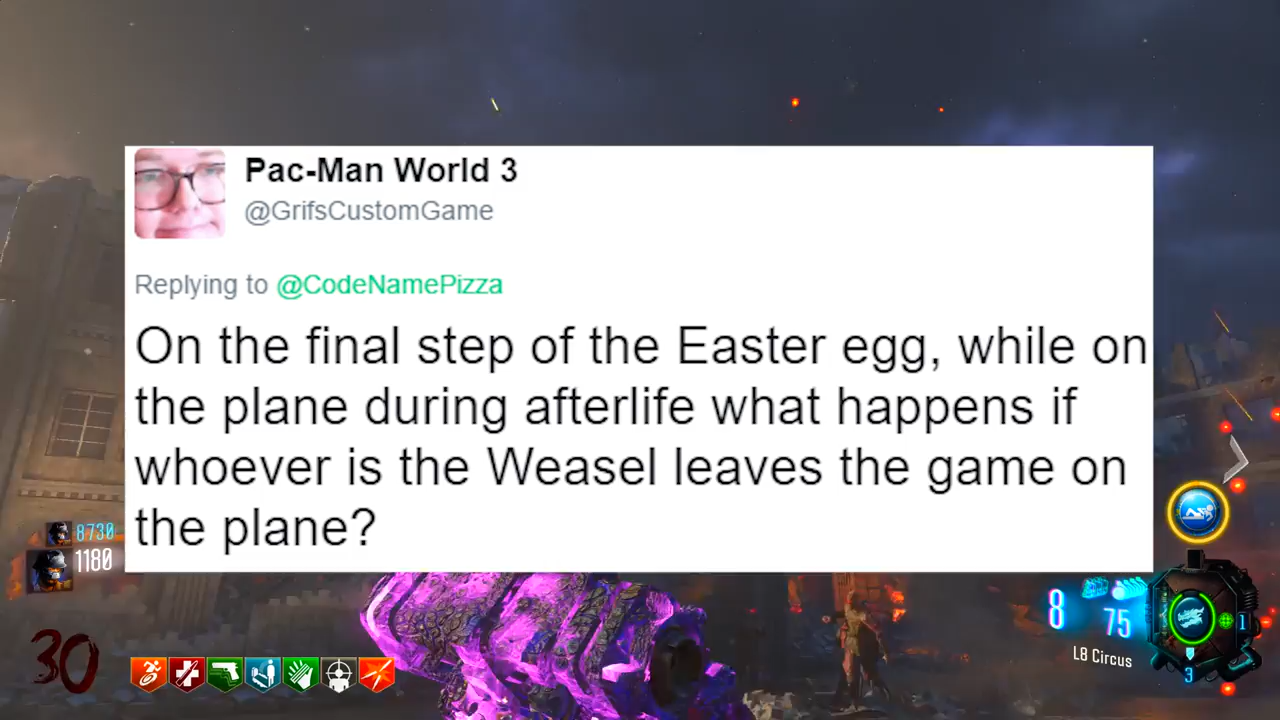 Pac-Man World 3
@GrifsCustomGame
Replying to @CodeNamePizza
On the final step of the Easter egg, while on
the plane during afterlife what happens if
whoever is the Weasel leaves the game on
the plane?
8730
1180
30
8
75
L8 Circus
1
3